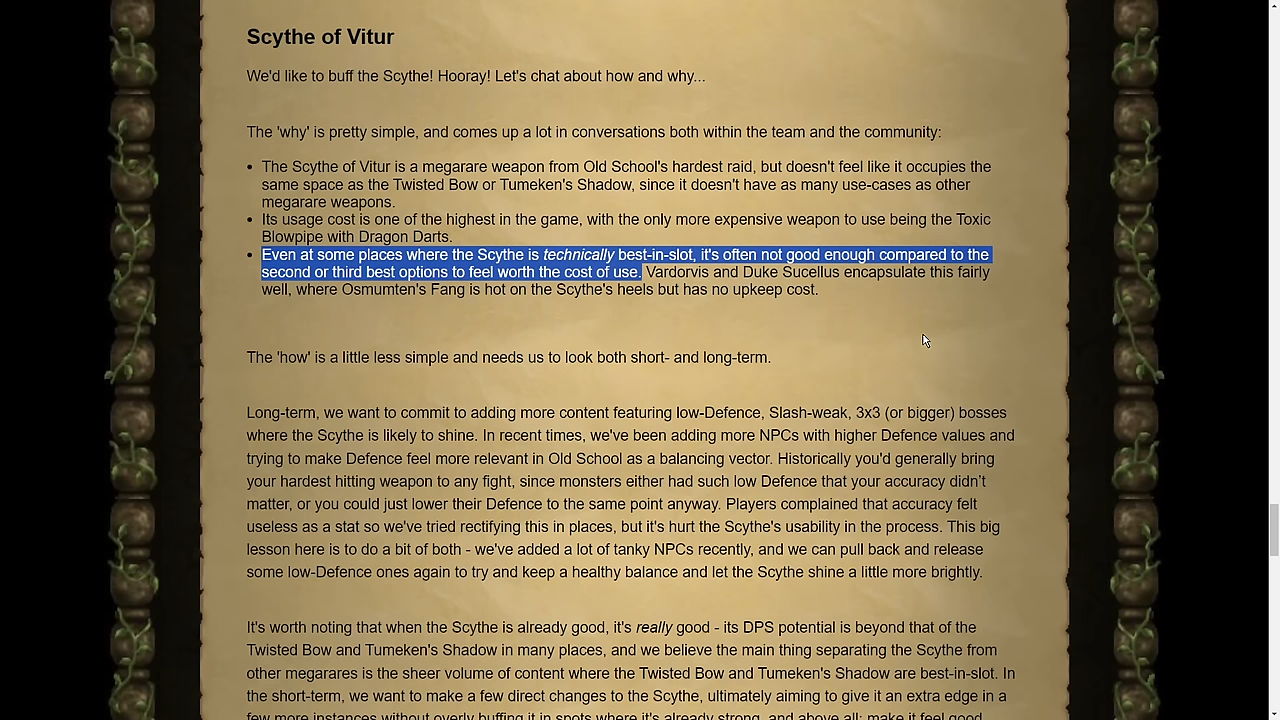 Scythe of Vitur
We'd like to buff the Scythe! Hooray! Let's chat about how and why...
The 'why' is pretty simple, and comes up a lot in conversations both within the team and the community:
• The Scythe of Vitur is a megarare weapon from Old School's hardest raid, but doesn't feel like it occupies the
same space as the Twisted Bow or Tumeken's Shadow, since it doesn't have as many use-cases as other
megarare weapons.
• Its usage cost is one of the highest in the game, with the only more expensive weapon to use being the Toxic
Blowpipe with Dragon Darts.
• Even at some places where the Scythe is technically best-in-slot, it's often not good enough compared to the
second or third best options to feel worth the cost of use. Vardorvis and Duke Sucellus encapsulate this fairly
well, where Osmumten's Fang is hot on the Scythe's heels but has no upkeep cost.
The 'how' is a little less simple and needs us to look both short- and long-term.
Long-term, we want to commit to adding more content featuring low-Defence, Slash-weak, 3x3 (or bigger) bosses
where the Scythe is likely to shine. In recent times, we've been adding more NPCs with higher Defence values and
trying to make Defence feel more relevant in Old School as a balancing vector. Historically you'd generally bring
your hardest hitting weapon to any fight, since monsters either had such low Defence that your accuracy didn't
matter, or you could just lower their Defence to the same point anyway. Players complained that accuracy felt
useless as a stat so we've tried rectifying this in places, but it's hurt the Scythe's usability in the process. This big
lesson here is to do a bit of both - we've added a lot of tanky NPCs recently, and we can pull back and release
some low-Defence ones again to try and keep a healthy balance and let the Scythe shine a little more brightly.
It's worth noting that when the Scythe is already good, it's really good - its DPS potential is beyond that of the
Twisted Bow and Tumeken's Shadow in many places, and we believe the main thing separating the Scythe from
other megarares is the sheer volume of content where the Twisted Bow and Tumeken's Shadow are best-in-slot. In
the short-term, we want to make a few direct changes to the Scythe, ultimately aiming to give it an extra edge in a
few more instances without overly buffing it in spots where it's already strong, and above all: make it feel good